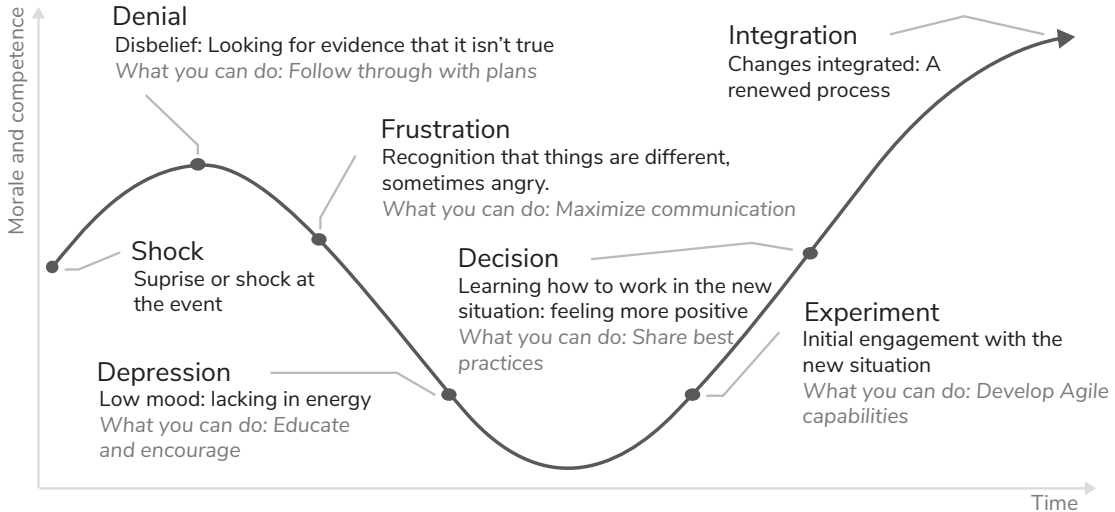 Morale and competence
Denial
Disbelief: Looking for evidence that it isn't true
What you can do: Follow through with plans
Shock
Suprise or shock at
the event
Frustration
Recognition that things are different,
sometimes angry.
What you can do: Maximize communication
Depression
Low mood: lacking in energy
What you can do: Educate
and encourage
Decision
Learning how to work in the new
situation: feeling more positive
What you can do: Share best
practices
Experiment
Initial engagement with the
new situation
What you can do: Develop Agile
capabilities
Integration
Changes integrated: A
renewed process
Time